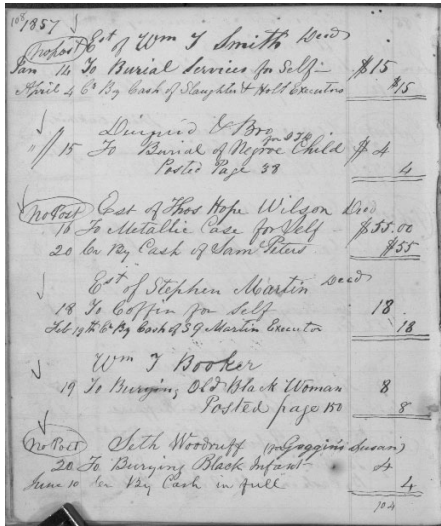 108
1857
no post Est of Wm T Smith Decd
Jan 14 To Burial Services for Self $15
April 4 Cr By Cash of Slaughter & Holt Executors $15
Diuguid & Bro
" 15 To Burial of Negroe Child $4
Posted Page 38 4
no Post Est of Thos Hope Wilson Decd
16 To Metallic Case for Self $55.00
20 Cr By Cash of Sam Peters $55
Est of Stephen Martin Decd
18 To Coffin for Self 18
Feb 19th Cr By Cash of S G Martin Executor 18
Wm T Booker
19 To Burying Old Black Woman 8
Posted page 150 8
no Post Seth Woodruff Goggin Susan)
20 To Burying Black Infant 4
June 10 Cr By Cash in full 4
104